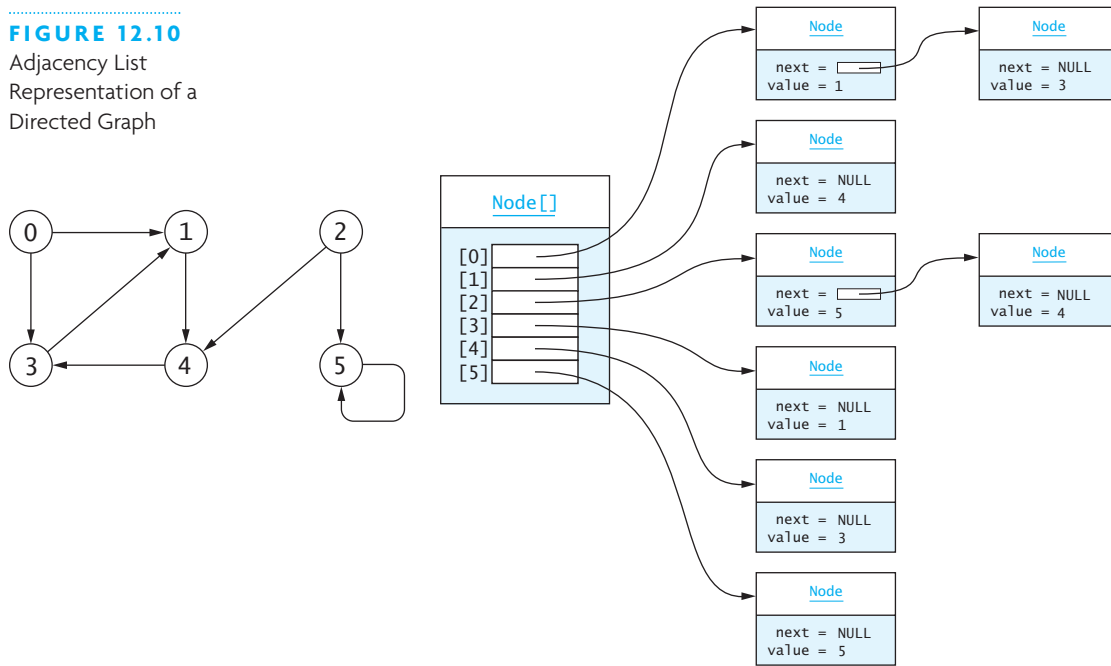 FIGURE 12.10
Adjacency List
Representation of a
Directed Graph
0
1
2
3
4
5
Node[]
[0]
[1]
[2]
[3]
[4]
[5]
Node
next =
value = 1
Node
next = NULL
value = 3
Node
next = NULL
value = 4
Node
next =
value = 5
Node
next = NULL
value = 4
Node
next = NULL
value = 1
Node
next = NULL
value = 3
Node
next = NULL
value = 5